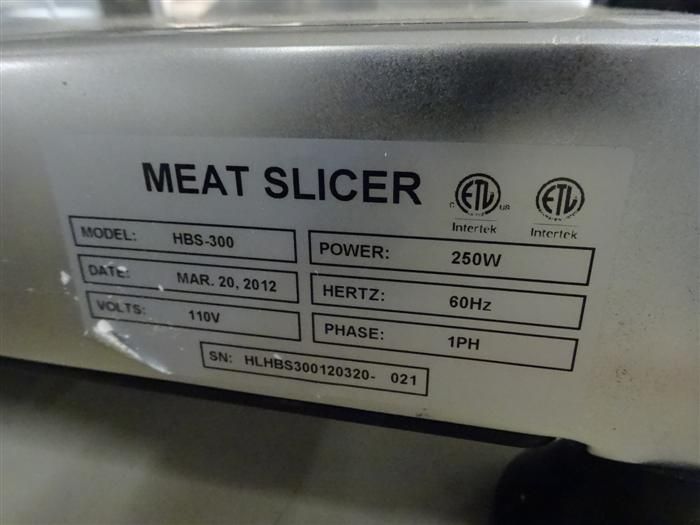 MEAT SLICER
C ETL US
Intertek
ETL
Intertek
MODEL: HBS-300
DATE: MAR. 20, 2012
VOLTS: 110V
POWER: 250W
HERTZ: 60Hz
PHASE: 1PH
SN: HLHBS300120320- 021